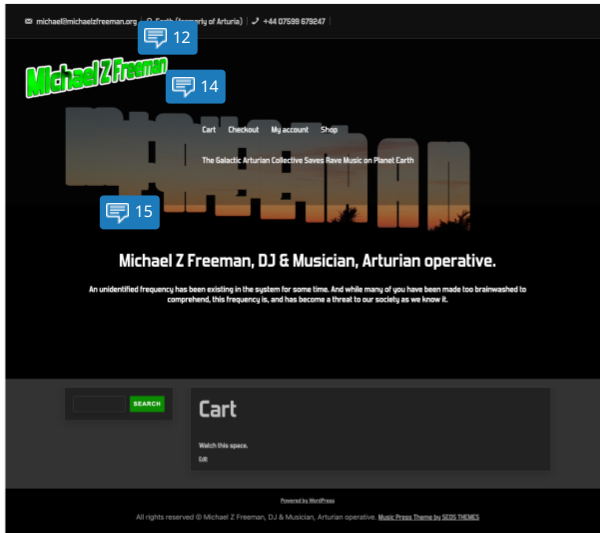 michael@michaelzfreeman.org | Earth (formerly of Arturia) | +44 07599 679247
12
Michael Z Freeman
14
Cart Checkout My account Shop
The Galactic Arturian Collective Saves Rave Music on Planet Earth
15
Michael Z Freeman, DJ & Musician, Arturian operative.
An unidentified frequency has been existing in the system for some time. And while many of you have been made too brainwashed to
comprehend, this frequency is, and has become a threat to our society as we know it.
SEARCH
Cart
Watch this space.
Edit
Powered by WordPress
All rights reserved © Michael Z Freeman, DJ & Musician, Arturian operative. Music Press Theme by SEOS THEMES